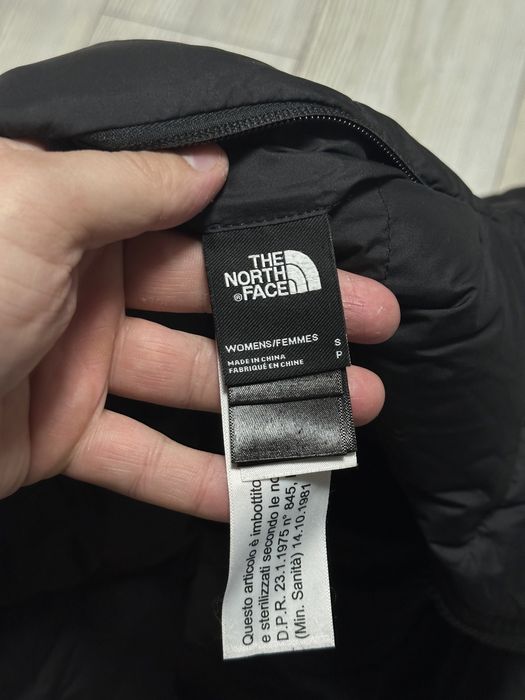 THE
NORTH
®FACE
WOMENS/FEMMES S
MADE IN CHINA P
FABRIQUÉ EN CHINE
Questo articolo è imbottito
e sterilizzati secondo le no
D.P.R. 23.1.1975 n° 845,
(Min. Sanità) 14.10.1981